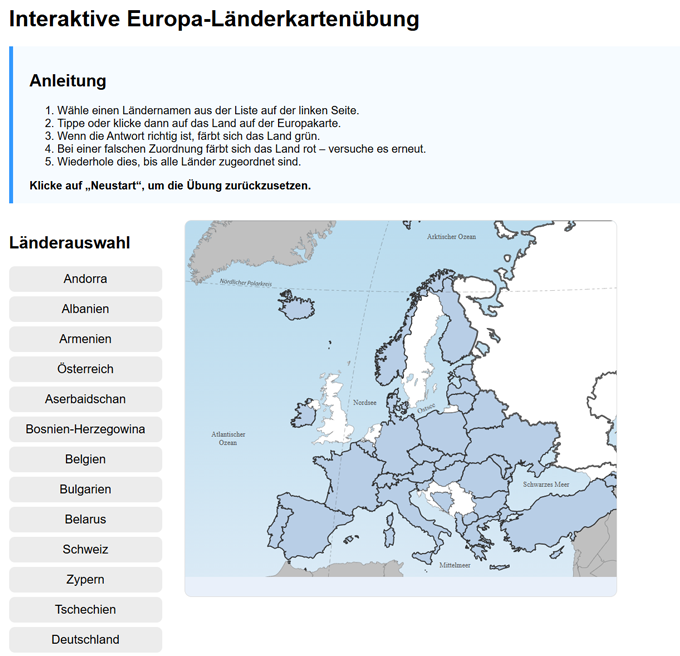 Interaktive Europa-Länderkartenübung
Anleitung
1. Wähle einen Ländernamen aus der Liste auf der linken Seite.
2. Tippe oder klicke dann auf das Land auf der Europakarte.
3. Wenn die Antwort richtig ist, färbt sich das Land grün.
4. Bei einer falschen Zuordnung färbt sich das Land rot – versuche es erneut.
5. Wiederhole dies, bis alle Länder zugeordnet sind.
Klicke auf „Neustart“, um die Übung zurückzusetzen.
Länderauswahl
Andorra
Albanien
Armenien
Österreich
Aserbaidschan
Bosnien-Herzegowina
Belgien
Bulgarien
Belarus
Schweiz
Zypern
Tschechien
Deutschland
Arktischer Ozean
Nördlicher Polarkreis
Nordsee
Ostsee
Atlantischer
Ozean
Schwarzes Meer
Mittelmeer